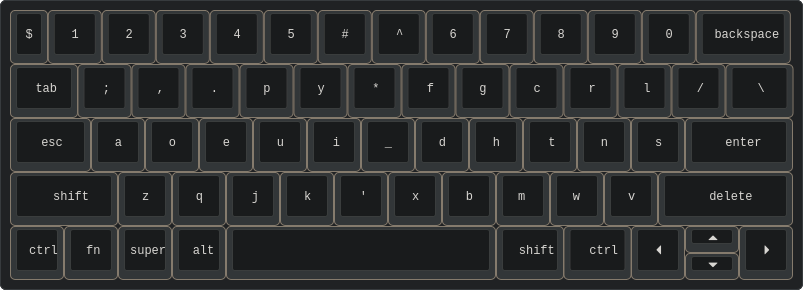 $ 1 2 3 4 5 # ^ 6 7 8 9 0 backspace
tab ; , . p y * f g c r l / \
esc a o e u i _ d h t n s enter
shift z q j k ' x b m w v delete
ctrl fn super alt shift ctrl